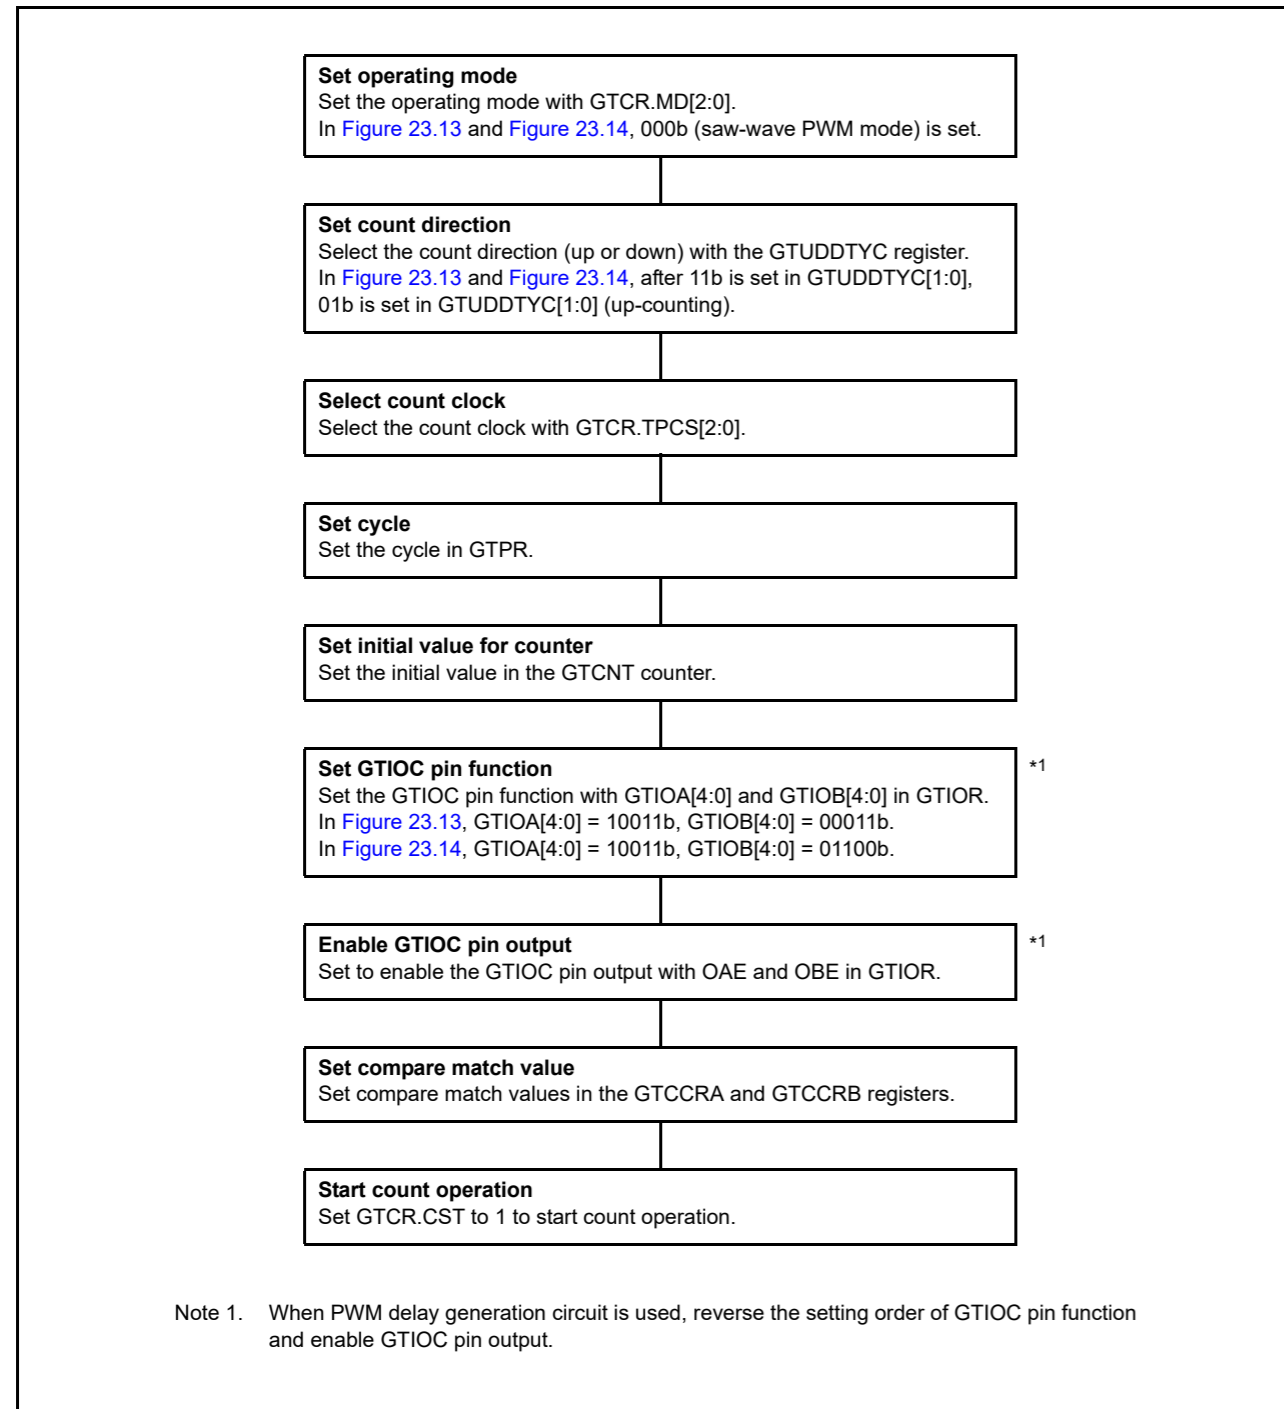 Set operating mode
Set the operating mode with GTCR.MD[2:0].
In Figure 23.13 and Figure 23.14, 000b (saw-wave PWM mode) is set.
Set count direction
Select the count direction (up or down) with the GTUDDTYC register.
In Figure 23.13 and Figure 23.14, after 11b is set in GTUDDTYC[1:0],
01b is set in GTUDDTYC[1:0] (up-counting).
Select count clock
Select the count clock with GTCR.TPCS[2:0].
Set cycle
Set the cycle in GTPR.
Set initial value for counter
Set the initial value in the GTCNT counter.
Set GTIOC pin function *1
Set the GTIOC pin function with GTIOA[4:0] and GTIOB[4:0] in GTIOR.
In Figure 23.13, GTIOA[4:0] = 10011b, GTIOB[4:0] = 00011b.
In Figure 23.14, GTIOA[4:0] = 10011b, GTIOB[4:0] = 01100b.
Enable GTIOC pin output *1
Set to enable the GTIOC pin output with OAE and OBE in GTIOR.
Set compare match value
Set compare match values in the GTCCRA and GTCCRB registers.
Start count operation
Set GTCR.CST to 1 to start count operation.
Note 1. When PWM delay generation circuit is used, reverse the setting order of GTIOC pin function
and enable GTIOC pin output.